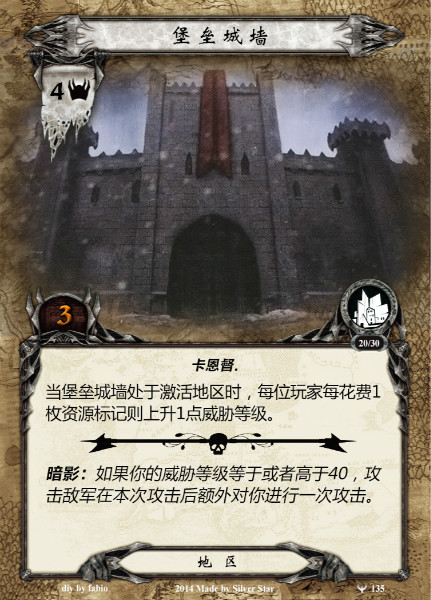 堡垒城墙
4
3
20/30
卡恩督.
当堡垒城墙处于激活地区时，每位玩家每花费1
枚资源标记则上升1点威胁等级。
暗影：如果你的威胁等级等于或者高于40，攻
击敌军在本次攻击后额外对你进行一次攻击。
地区
diy by fabio
2014 Made by Silver Star
135